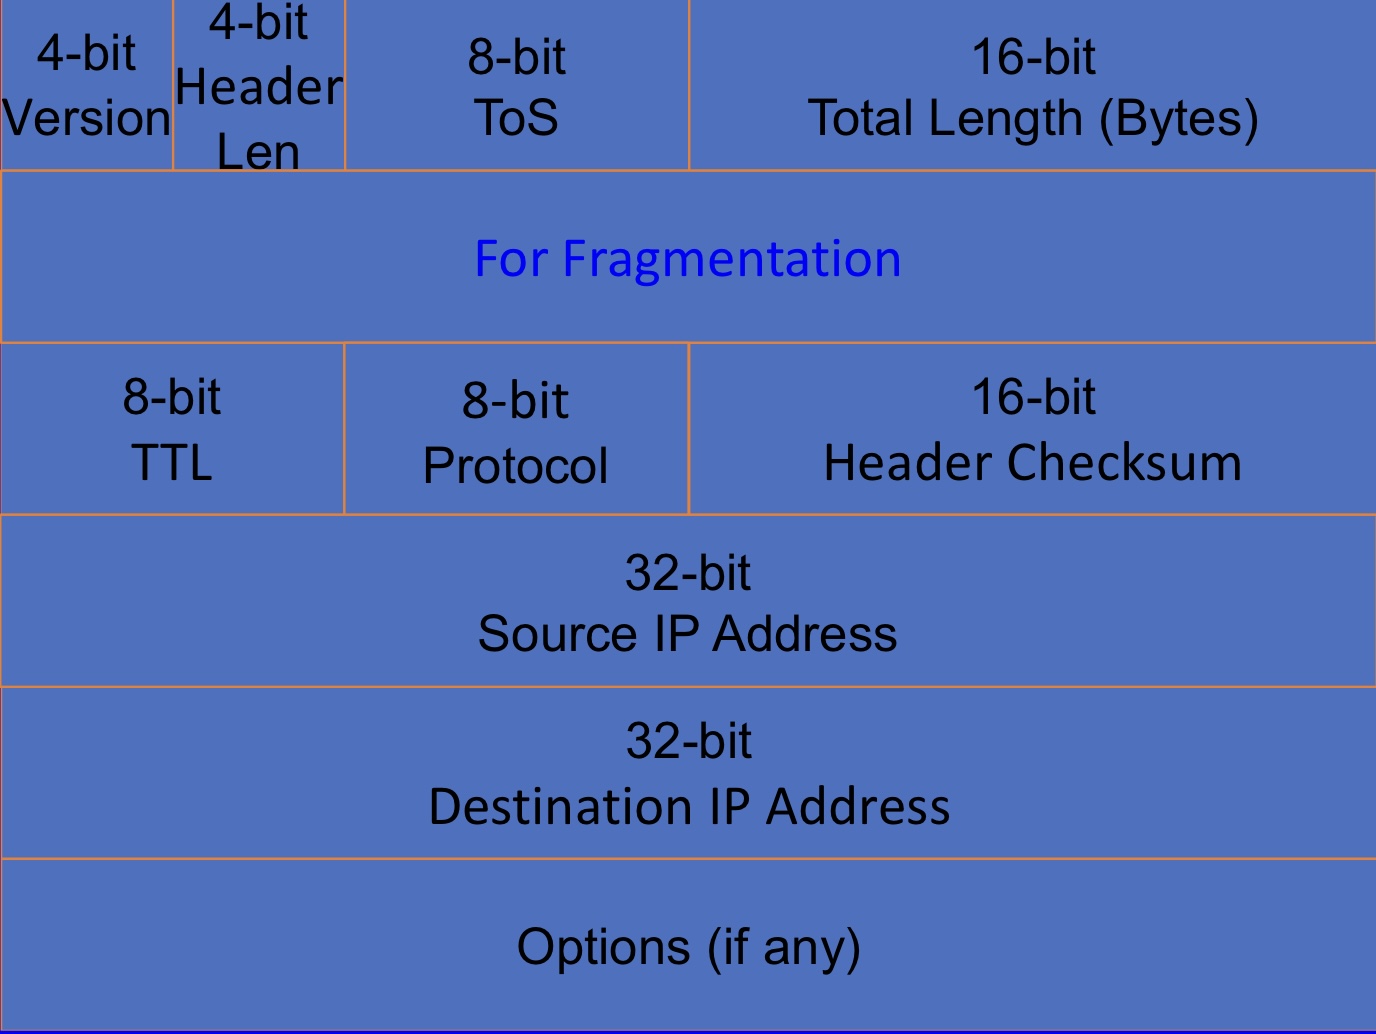 4-bit
Version
4-bit
Header
Len
8-bit
ToS
16-bit
Total Length (Bytes)
For Fragmentation
8-bit
TTL
8-bit
Protocol
16-bit
Header Checksum
32-bit
Source IP Address
32-bit
Destination IP Address
Options (if any)